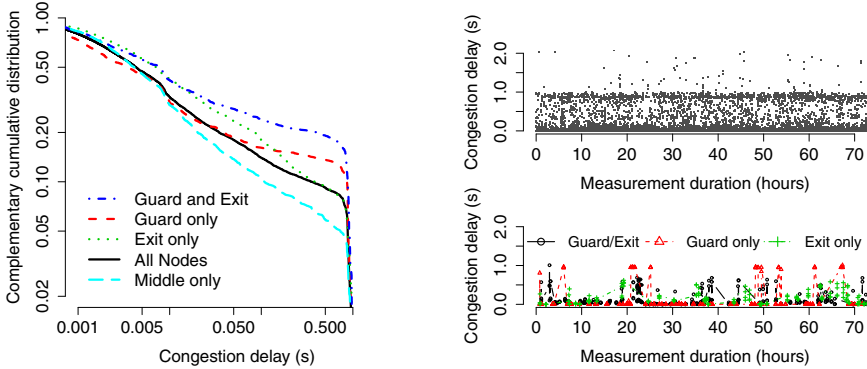 Complementary cumulative distribution
1.00
0.50
0.20
0.10
0.05
0.02
Guard and Exit
Guard only
Exit only
All Nodes
Middle only
0.001 0.005 0.050 0.500
Congestion delay (s)
Congestion delay (s)
2.0
1.0
0.0
0 10 20 30 40 50 60 70
Measurement duration (hours)
Congestion delay (s)
2.0
1.0
0.0
Guard/Exit Guard only Exit only
0 10 20 30 40 50 60 70
Measurement duration (hours)